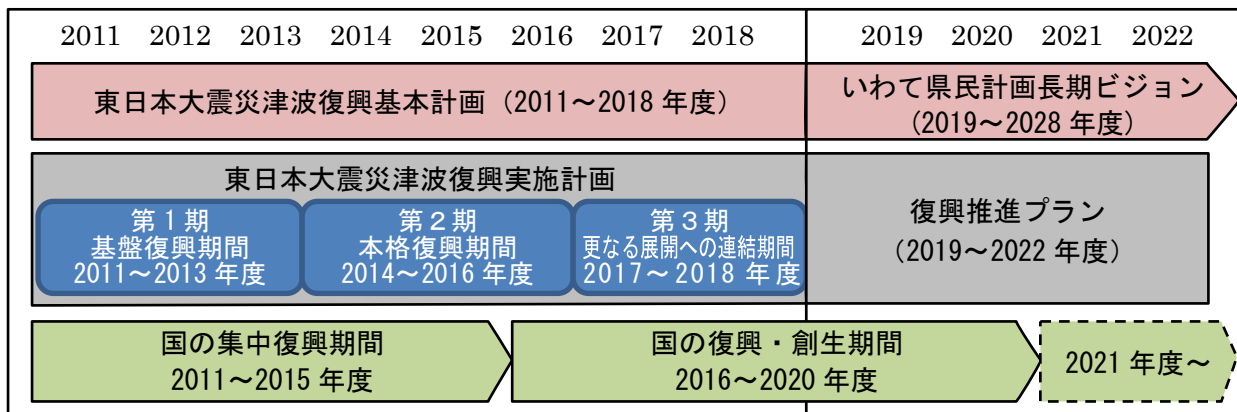 2011 2012 2013 2014 2015 2016 2017 2018 2019 2020 2021 2022
東日本大震災津波復興基本計画（2011～2018 年度）
いわて県民計画長期ビジョン
（2019～2028 年度）
東日本大震災津波復興実施計画
第１期
基盤復興期間
2011～2013 年度
第２期
本格復興期間
2014～2016 年度
第３期
更なる展開への連結期間
2017～2018 年度
復興推進プラン
（2019～2022 年度）
国の集中復興期間
2011～2015 年度
国の復興・創生期間
2016～2020 年度
2021 年度～